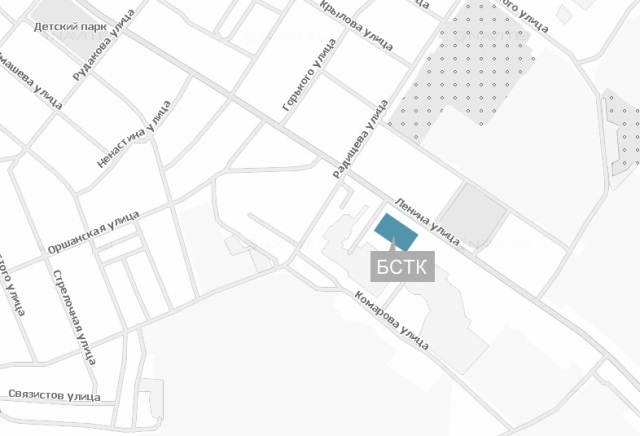 Детский парк
Крылова улица
улица
Рудакова улица
Горького улица
Ненастина улица
Радищева улица
Ленина улица
Оршанская улица
БСТК
Стрелочная улица
Комарова улица
Связистов улица